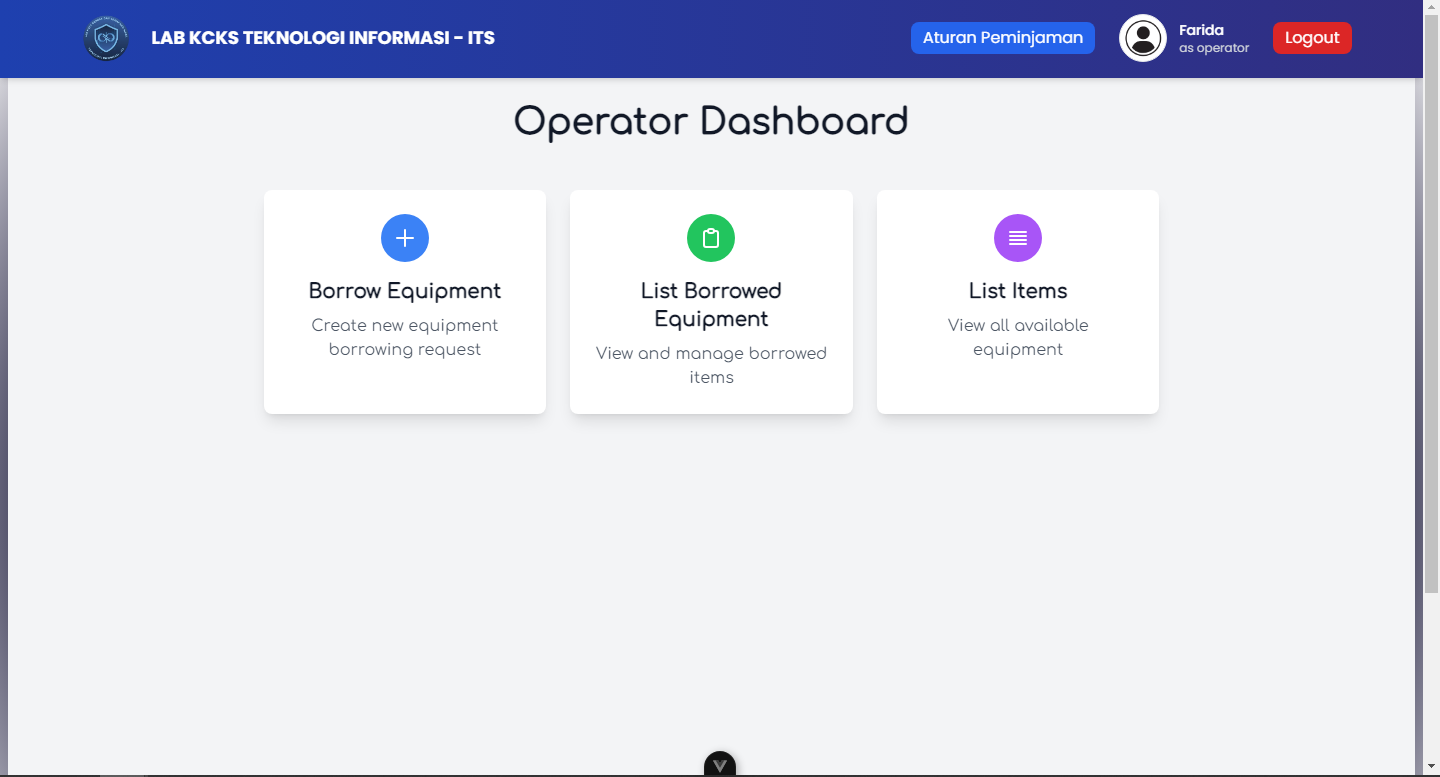 LAB KCKS TEKNOLOGI INFORMASI - ITS
Aturan Peminjaman
Farida
as operator
Logout
Operator Dashboard
Borrow Equipment
Create new equipment
borrowing request
List Borrowed
Equipment
View and manage borrowed
items
List Items
View all available
equipment